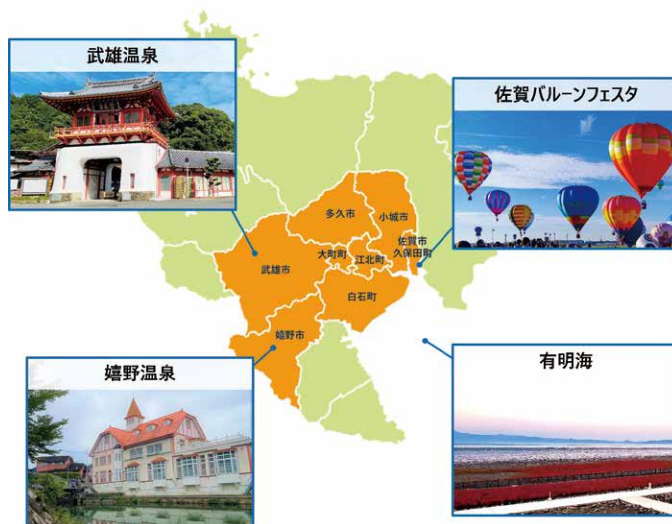 武雄温泉
佐賀バルーンフェスタ
多久市
小城市
佐賀市
久保田町
大町町
江北町
武雄市
白石町
嬉野市
嬉野温泉
有明海